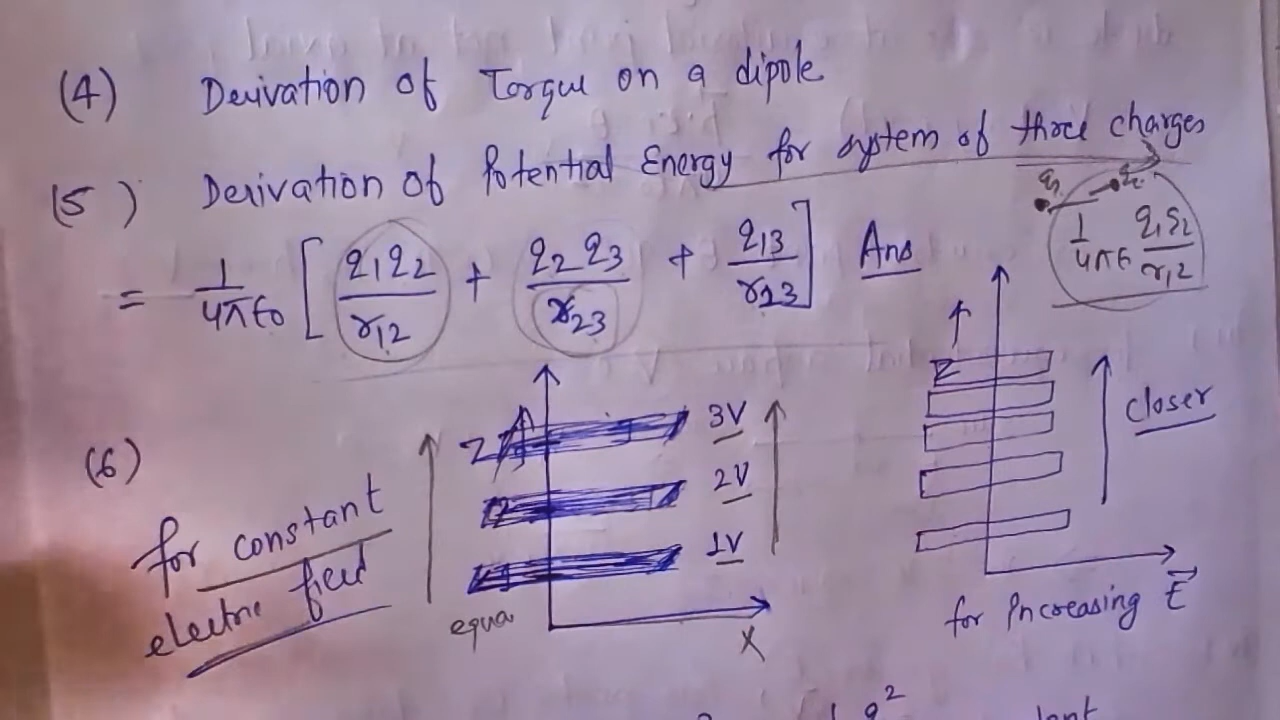 (4) Derivation of Torque on a dipole
(5) Derivation of Potential Energy for system of three charges
q₁ q₂
1/4πε q₁q₂/r₁₂
= 1/4πε₀ [ q₁q₂/r₁₂ + q₂q₃/r₂₃ + q₁₃/r₁₃ ] Ans
(6)
for constant
electric field
Z
3V
2V
1V
equa
X
Z
closer
for increasing E⃗